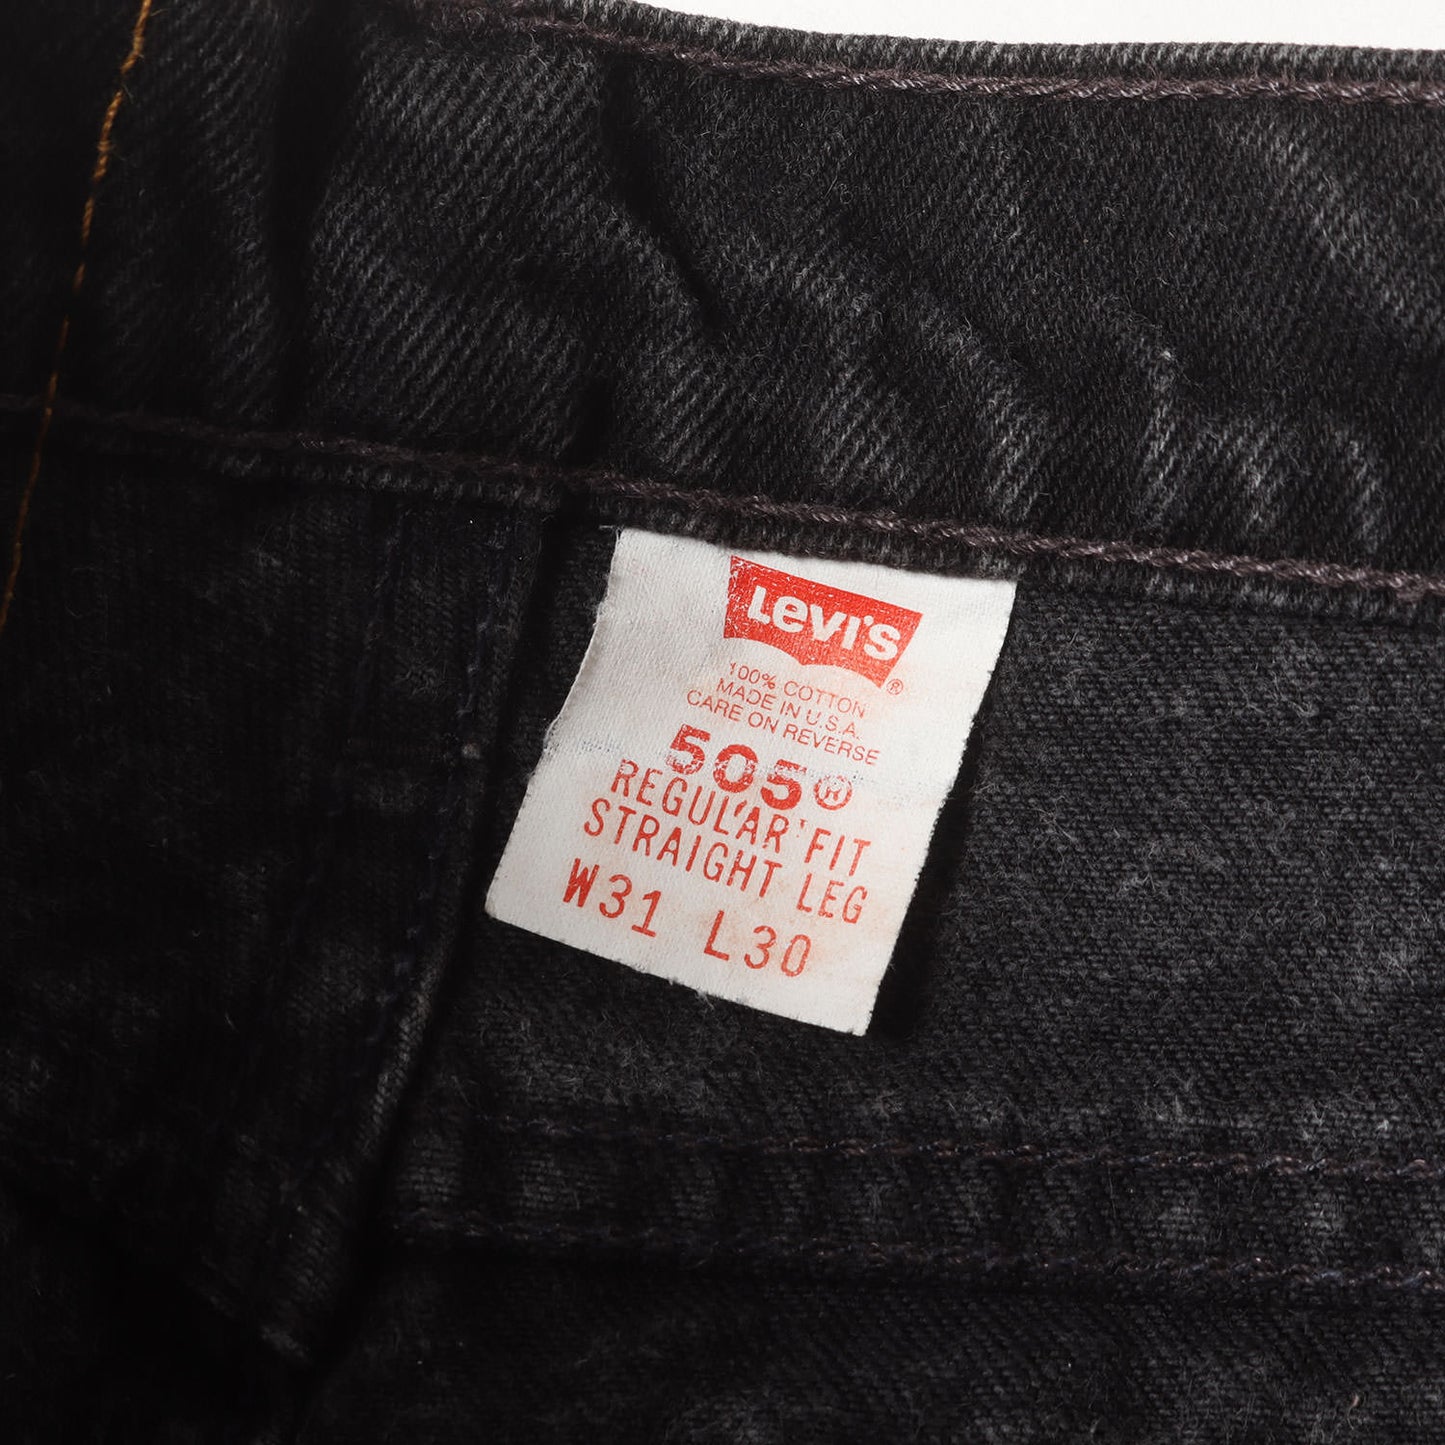 Levi's®
100% COTTON
MADE IN U.S.A.
CARE ON REVERSE
505®
REGULAR FIT
STRAIGHT LEG
W31 L30